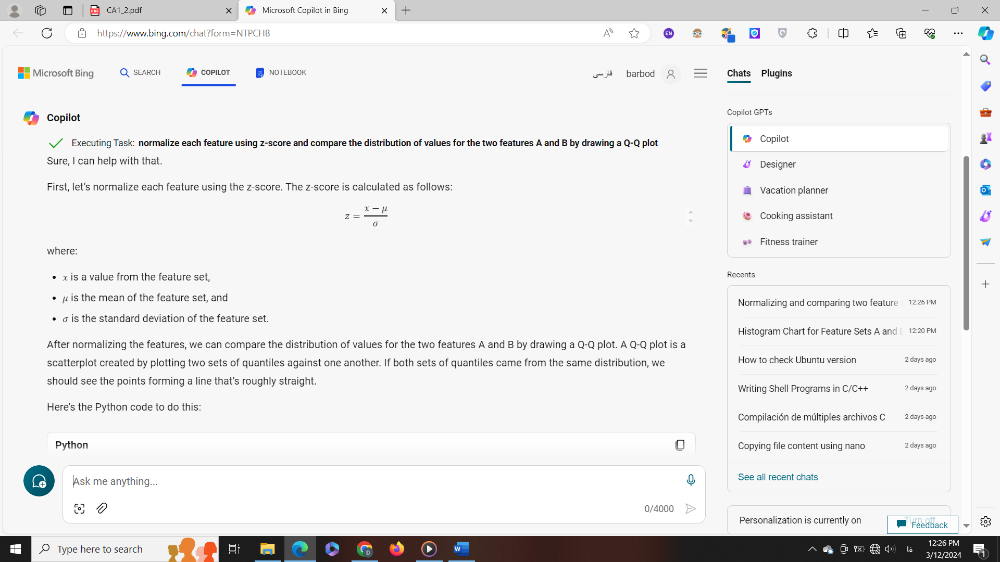 CA1_2.pdf
Microsoft Copilot in Bing
https://www.bing.com/chat?form=NTPCHB
EN
Microsoft Bing
SEARCH
COPILOT
NOTEBOOK
فارسی
barbod
Chats
Plugins
Copilot
Executing Task: normalize each feature using z-score and compare the distribution of values for the two features A and B by drawing a Q-Q plot
Sure, I can help with that.
First, let’s normalize each feature using the z-score. The z-score is calculated as follows:
z = x − μ
σ
where:
• x is a value from the feature set,
• μ is the mean of the feature set, and
• σ is the standard deviation of the feature set.
After normalizing the features, we can compare the distribution of values for the two features A and B by drawing a Q-Q plot. A Q-Q plot is a
scatterplot created by plotting two sets of quantiles against one another. If both sets of quantiles came from the same distribution, we
should see the points forming a line that’s roughly straight.
Here’s the Python code to do this:
Python
Ask me anything...
0/4000
Copilot GPTs
Copilot
Designer
Vacation planner
Cooking assistant
Fitness trainer
Recents
Normalizing and comparing two feature s 12:26 PM
Histogram Chart for Feature Sets A and B 12:20 PM
How to check Ubuntu version 2 days ago
Writing Shell Programs in C/C++ 2 days ago
Compilación de múltiples archivos C 2 days ago
Copying file content using nano 2 days ago
See all recent chats
Personalization is currently on Turn off
Feedback
Type here to search
فا
12:26 PM
3/12/2024
1